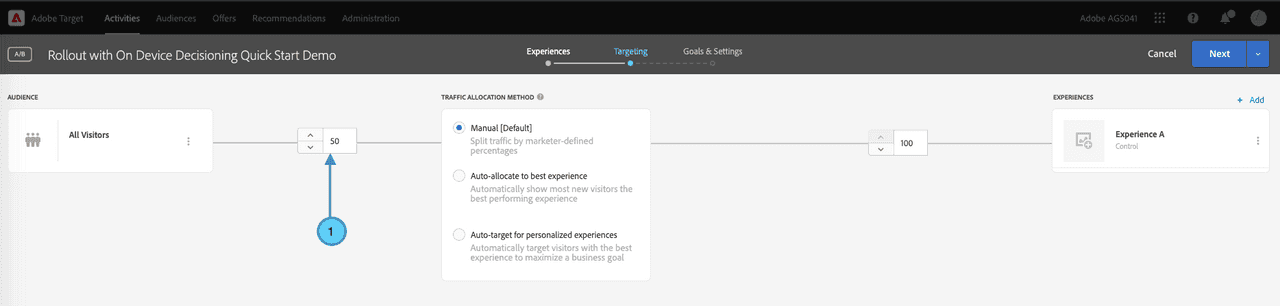 Adobe Target
Activities
Audiences
Offers
Recommendations
Administration
Adobe AGS041
A/B
Rollout with On Device Decisioning Quick Start Demo
Experiences
Targeting
Goals & Settings
Cancel
Next
AUDIENCE
TRAFFIC ALLOCATION METHOD
EXPERIENCES
+ Add
All Visitors
50
Manual [Default]
Split traffic by marketer-defined
percentages
Auto-allocate to best experience
Automatically show most new visitors the
best performing experience
Auto-target for personalized experiences
Automatically target visitors with the best
experience to maximize a business goal
100
Experience A
Control
1